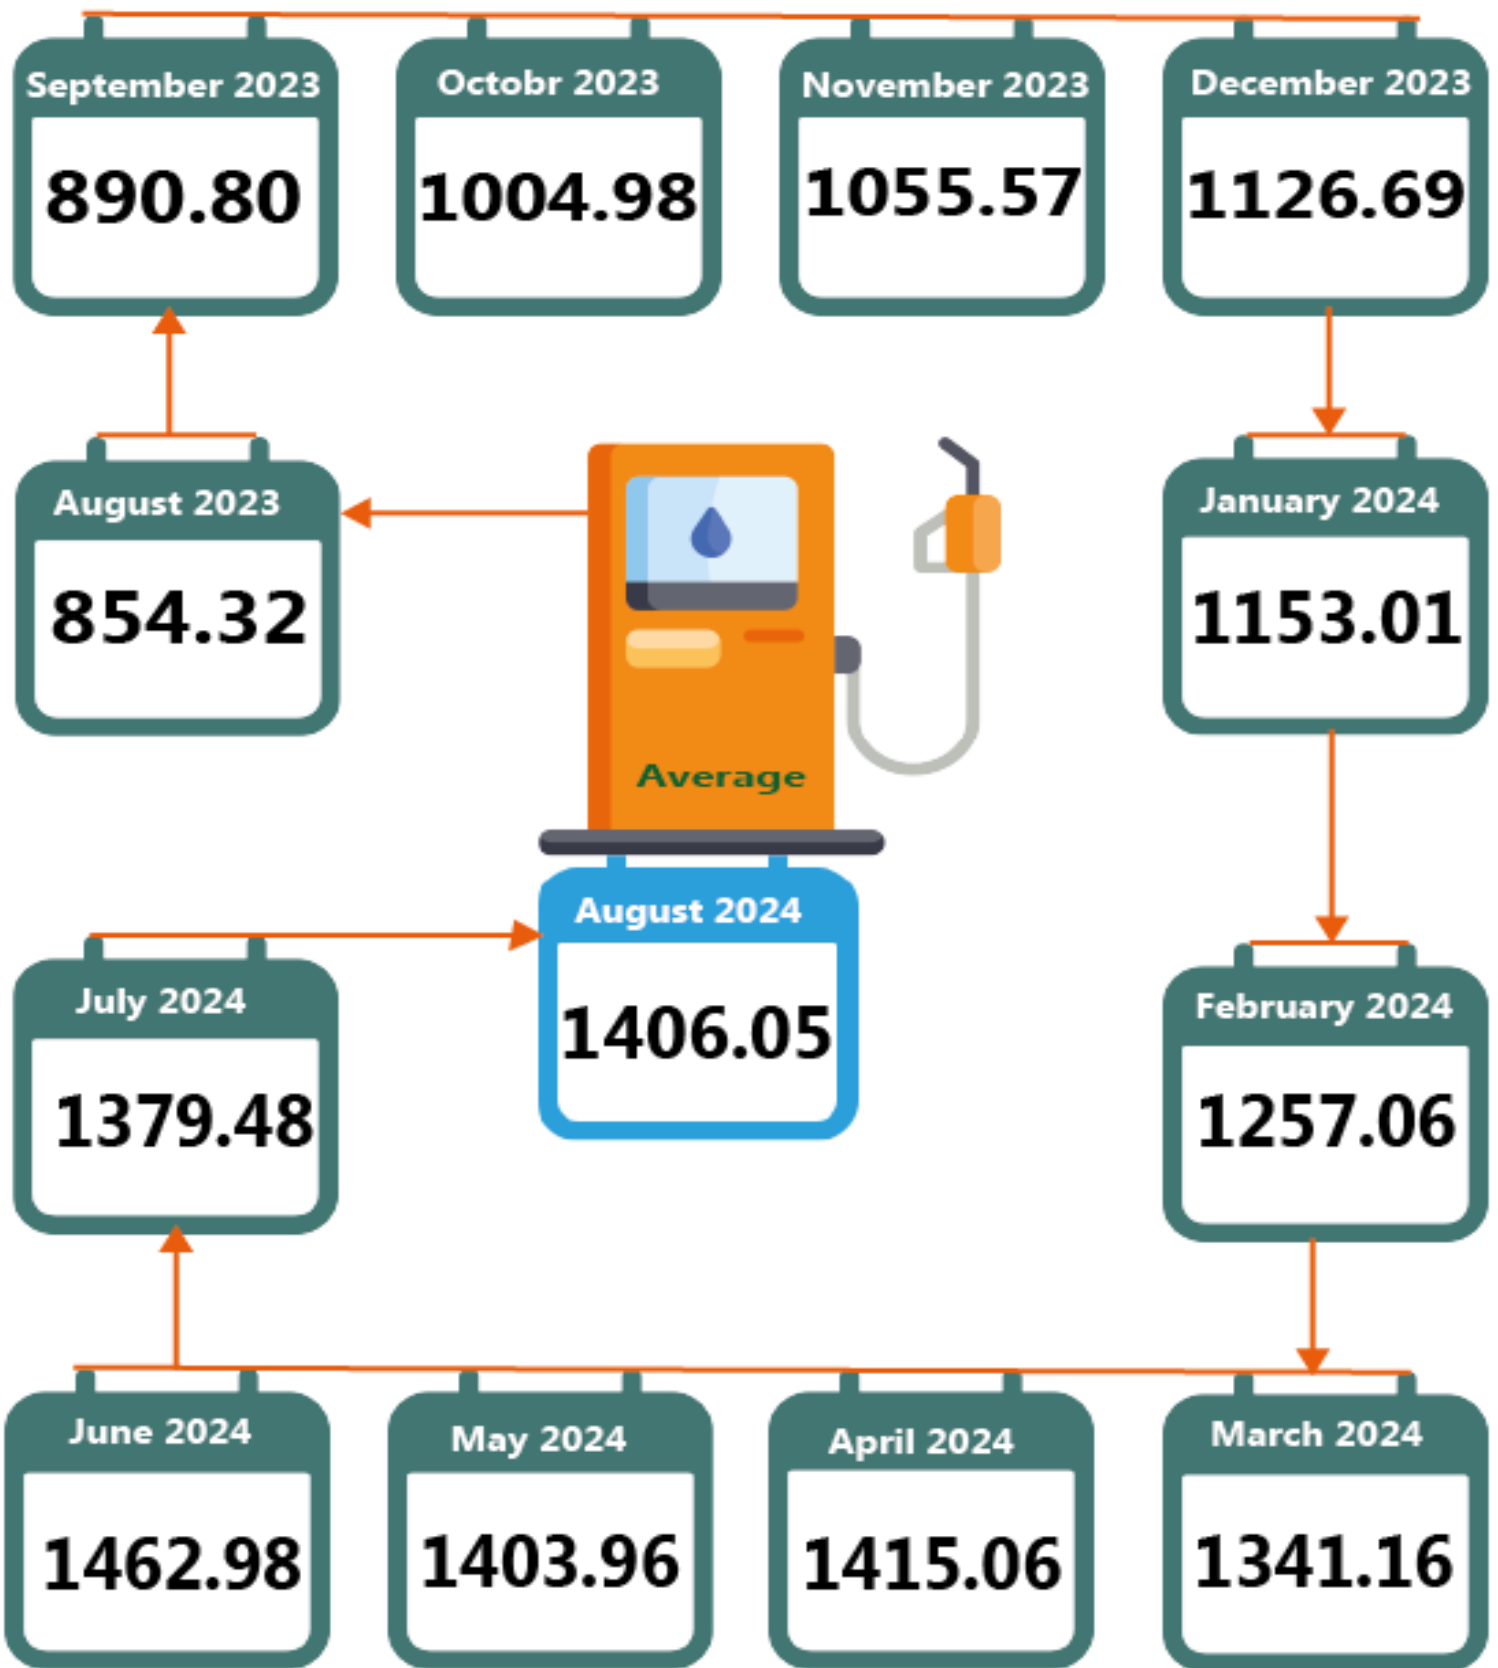 September 2023
890.80
Octobr 2023
1004.98
November 2023
1055.57
December 2023
1126.69
August 2023
854.32
Average
January 2024
1153.01
July 2024
1379.48
August 2024
1406.05
February 2024
1257.06
June 2024
1462.98
May 2024
1403.96
April 2024
1415.06
March 2024
1341.16